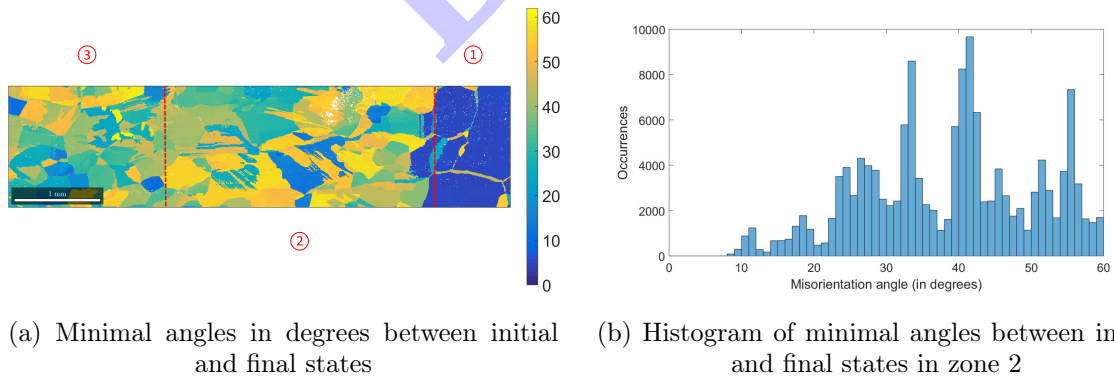 ③
①
60
50
40
30
20
10
0
1 mm
②
10000
8000
6000
4000
2000
0
Occurrences
0 10 20 30 40 50 60
Misorientation angle (in degrees)
(a) Minimal angles in degrees between initial
and final states
(b) Histogram of minimal angles between in
and final states in zone 2